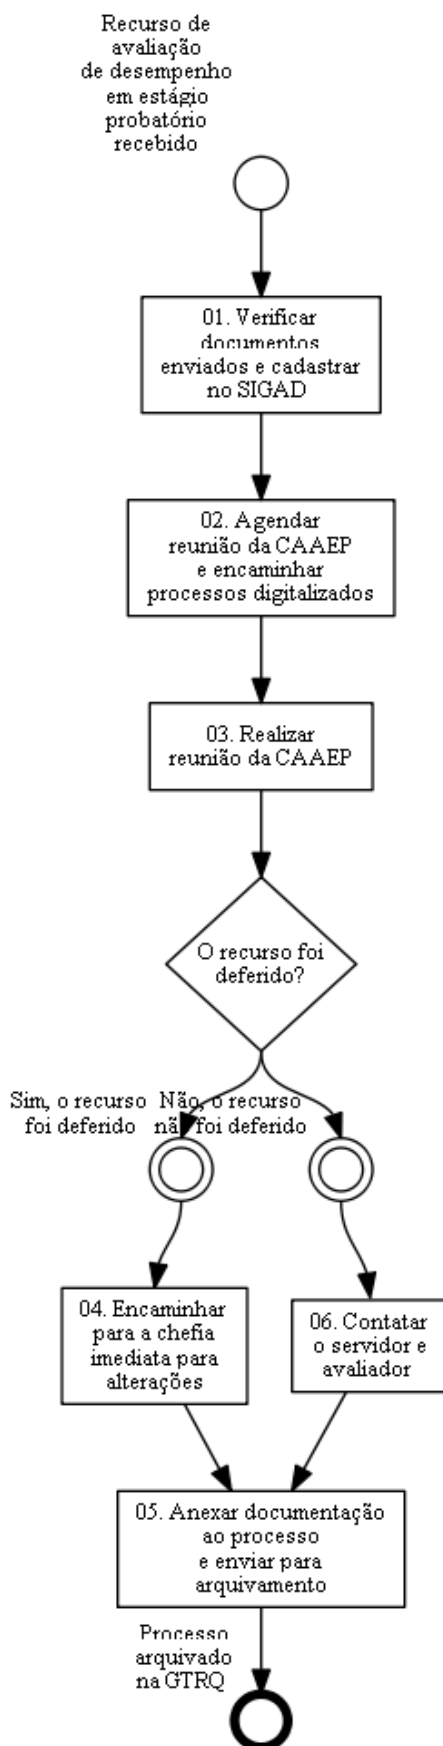 Recurso de
avaliação
de desempenho
em estágio
probatório
recebido
01. Verificar
documentos
enviados e cadastrar
no SIGAD
02. Agendar
reunião da CAAEP
e encaminhar
processos digitalizados
03. Realizar
reunião da CAAEP
O recurso foi
deferido?
Sim, o recurso
foi deferido
Não, o recurso
não foi deferido
04. Encaminhar
para a chefia
imediata para
alterações
06. Contatar
o servidor e
avaliador
05. Anexar documentação
ao processo
e enviar para
arquivamento
Processo
arquivado
na GTRQ